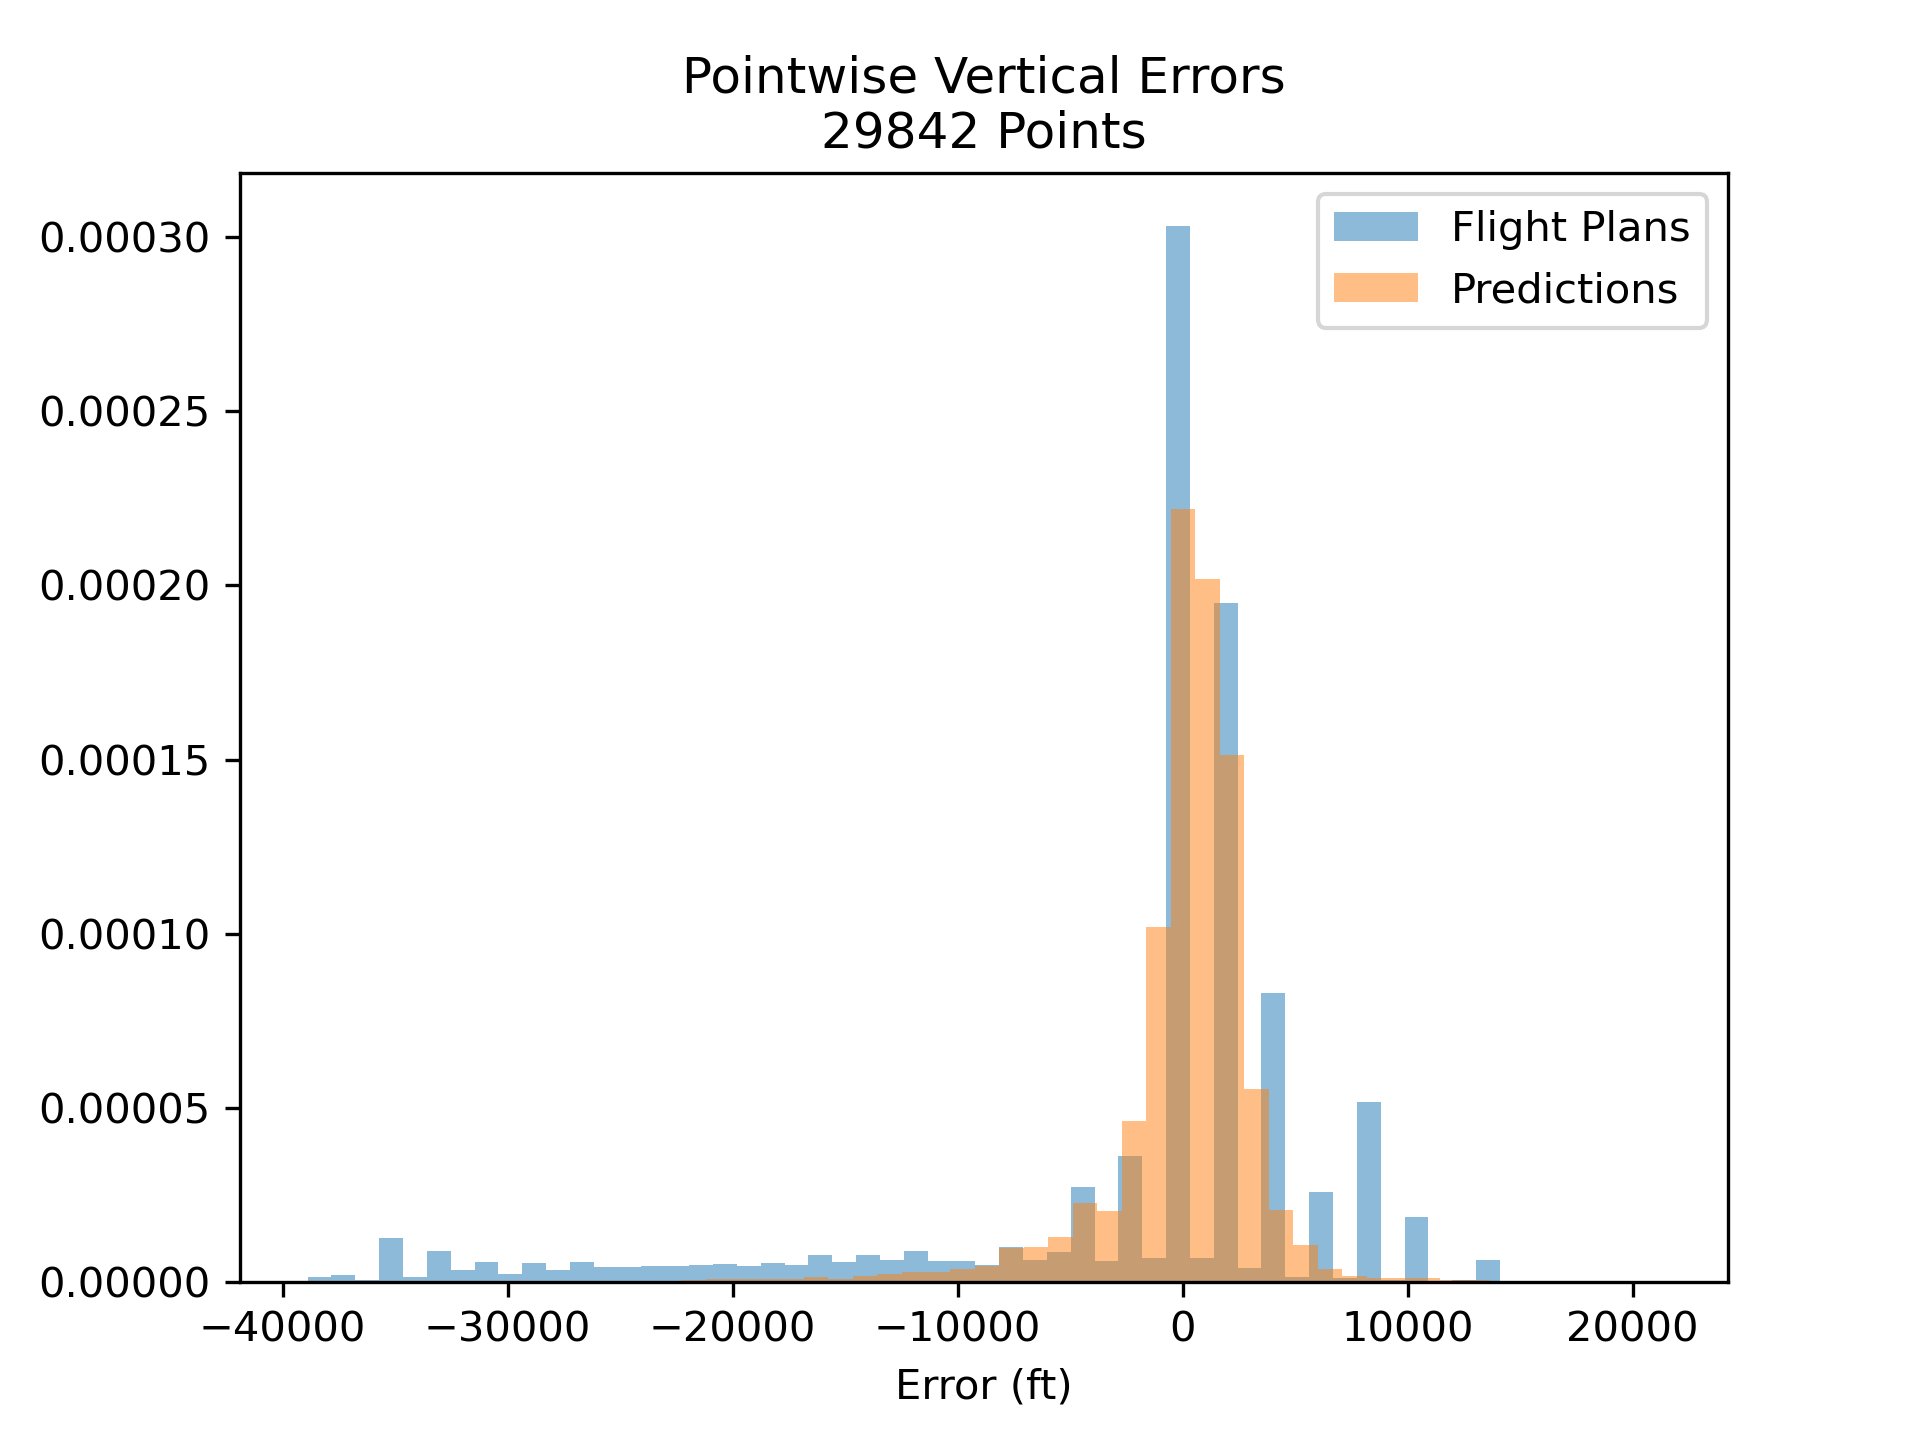 Pointwise Vertical Errors
29842 Points
Flight Plans
Predictions
0.00030
0.00025
0.00020
0.00015
0.00010
0.00005
0.00000
−40000 −30000 −20000 −10000 0 10000 20000
Error (ft)